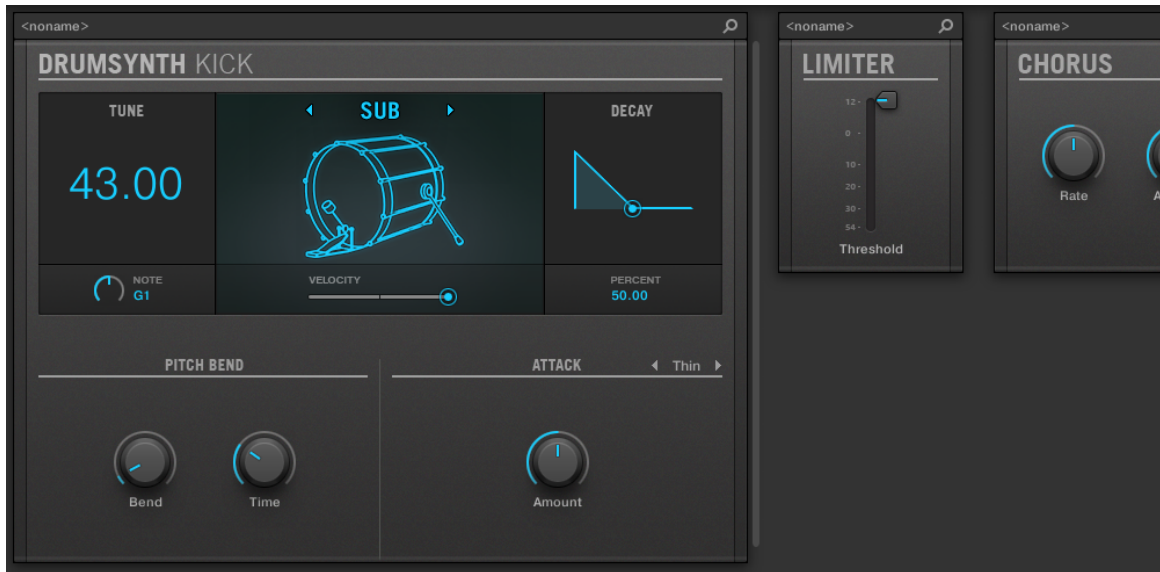 <noname>
DRUMSYNTH KICK
TUNE
SUB
DECAY
43.00
NOTE
G1
VELOCITY
PERCENT
50.00
PITCH BEND
ATTACK
Thin
Bend
Time
Amount
<noname>
LIMITER
12
0
10
20
30
54
Threshold
<noname>
CHORUS
Rate
A